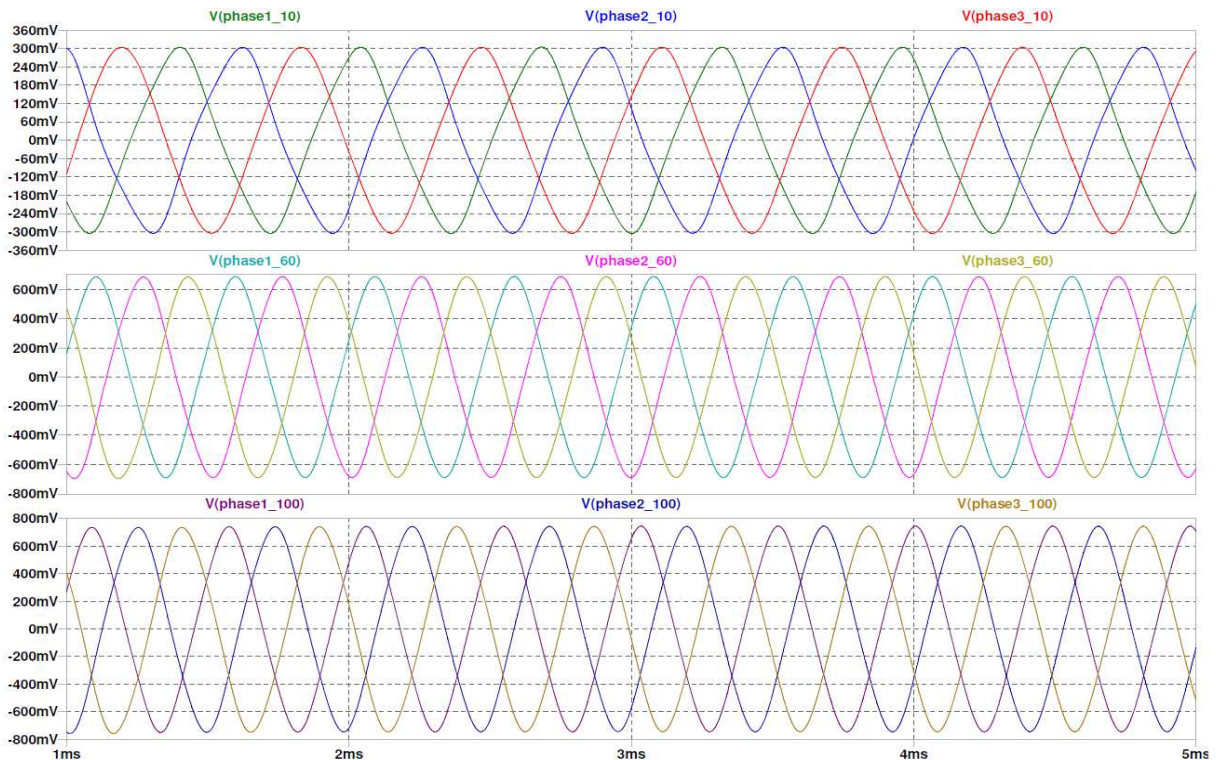 V(phase1_10) V(phase2_10) V(phase3_10)
360mV
300mV
240mV
180mV
120mV
60mV
0mV
-60mV
-120mV
-180mV
-240mV
-300mV
-360mV
V(phase1_60) V(phase2_60) V(phase3_60)
600mV
400mV
200mV
0mV
-200mV
-400mV
-600mV
-800mV
V(phase1_100) V(phase2_100) V(phase3_100)
800mV
600mV
400mV
200mV
0mV
-200mV
-400mV
-600mV
-800mV
1ms 2ms 3ms 4ms 5ms